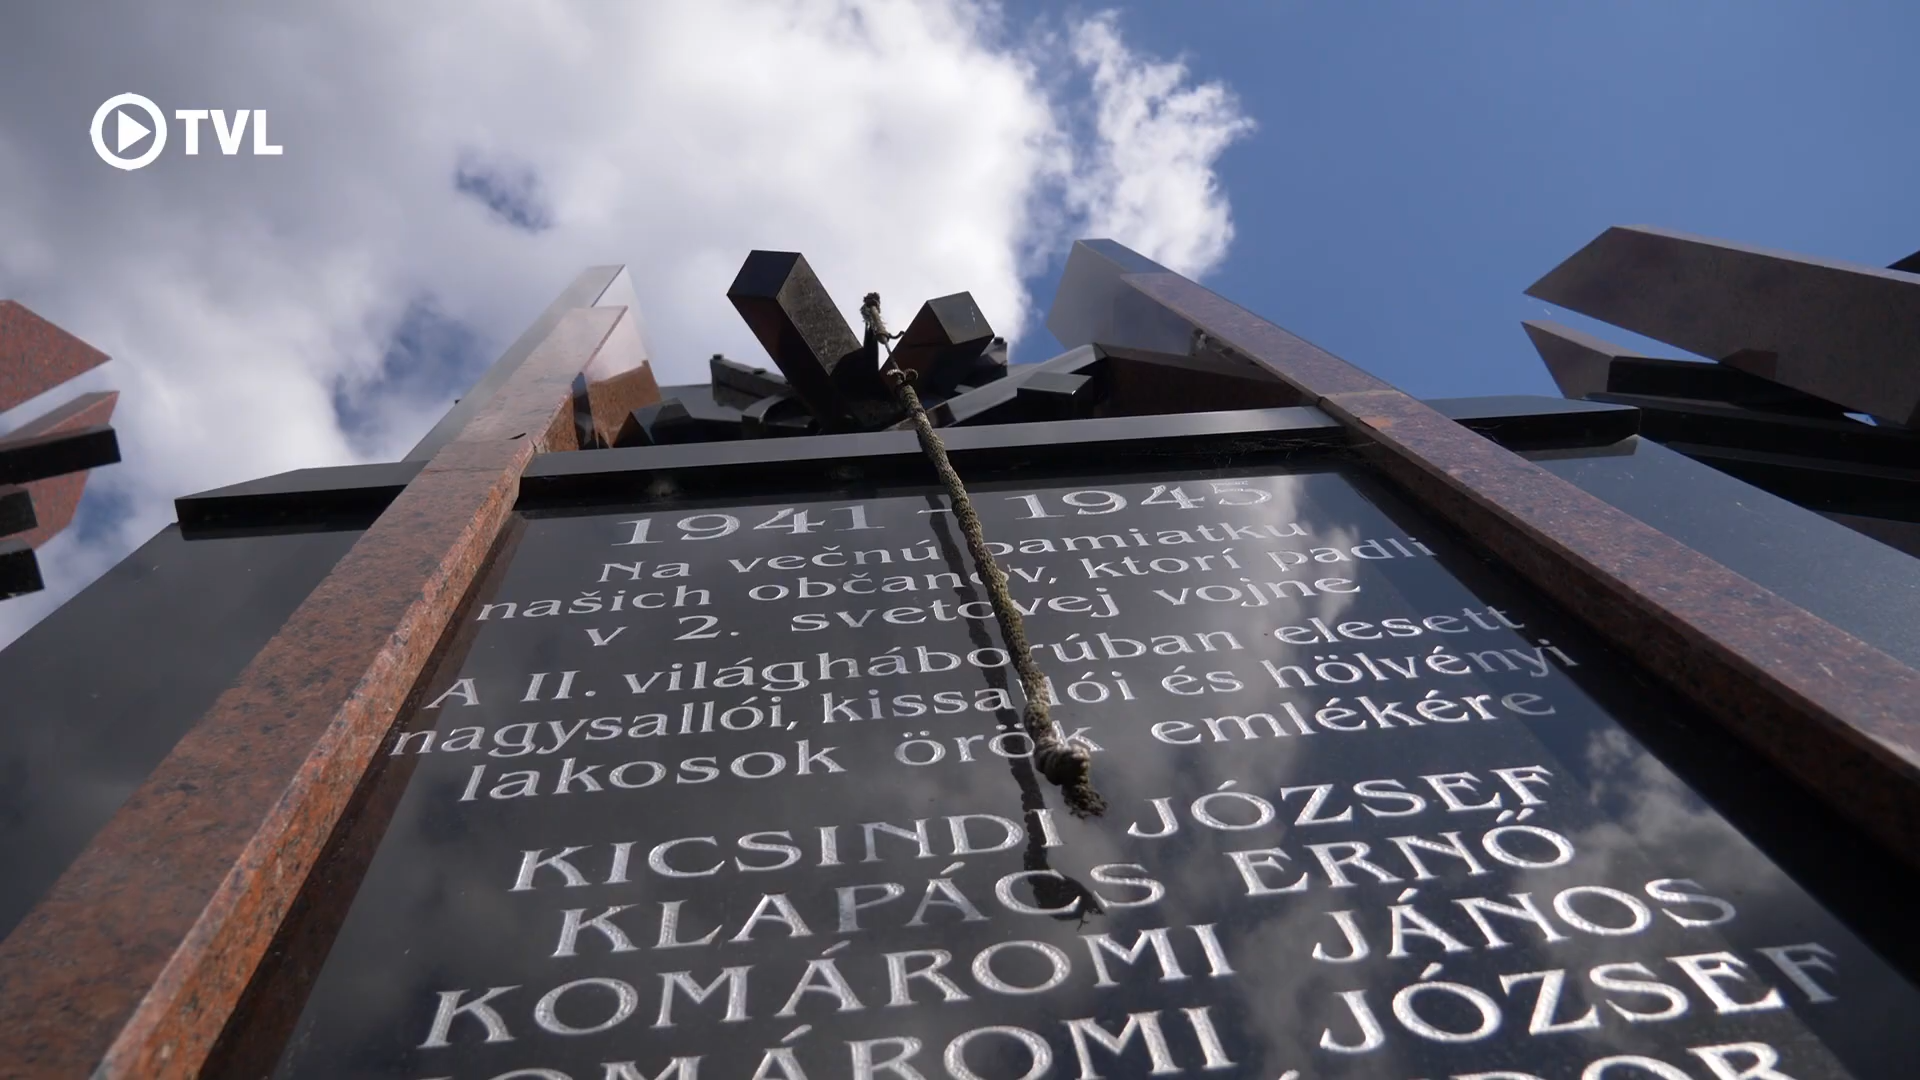 TVL
1941 – 1945
Na večnú pamiatku
našich občanov, ktorí padli
v 2. svetovej vojne
A II. világháborúban elesett
nagysallói, kissallói és hölvényi
lakosok örök emlékére
KICSINDI JÓZSEF
KLAPÁCS ERNŐ
KOMÁROMI JÁNOS
KOMÁROMI JÓZSEF